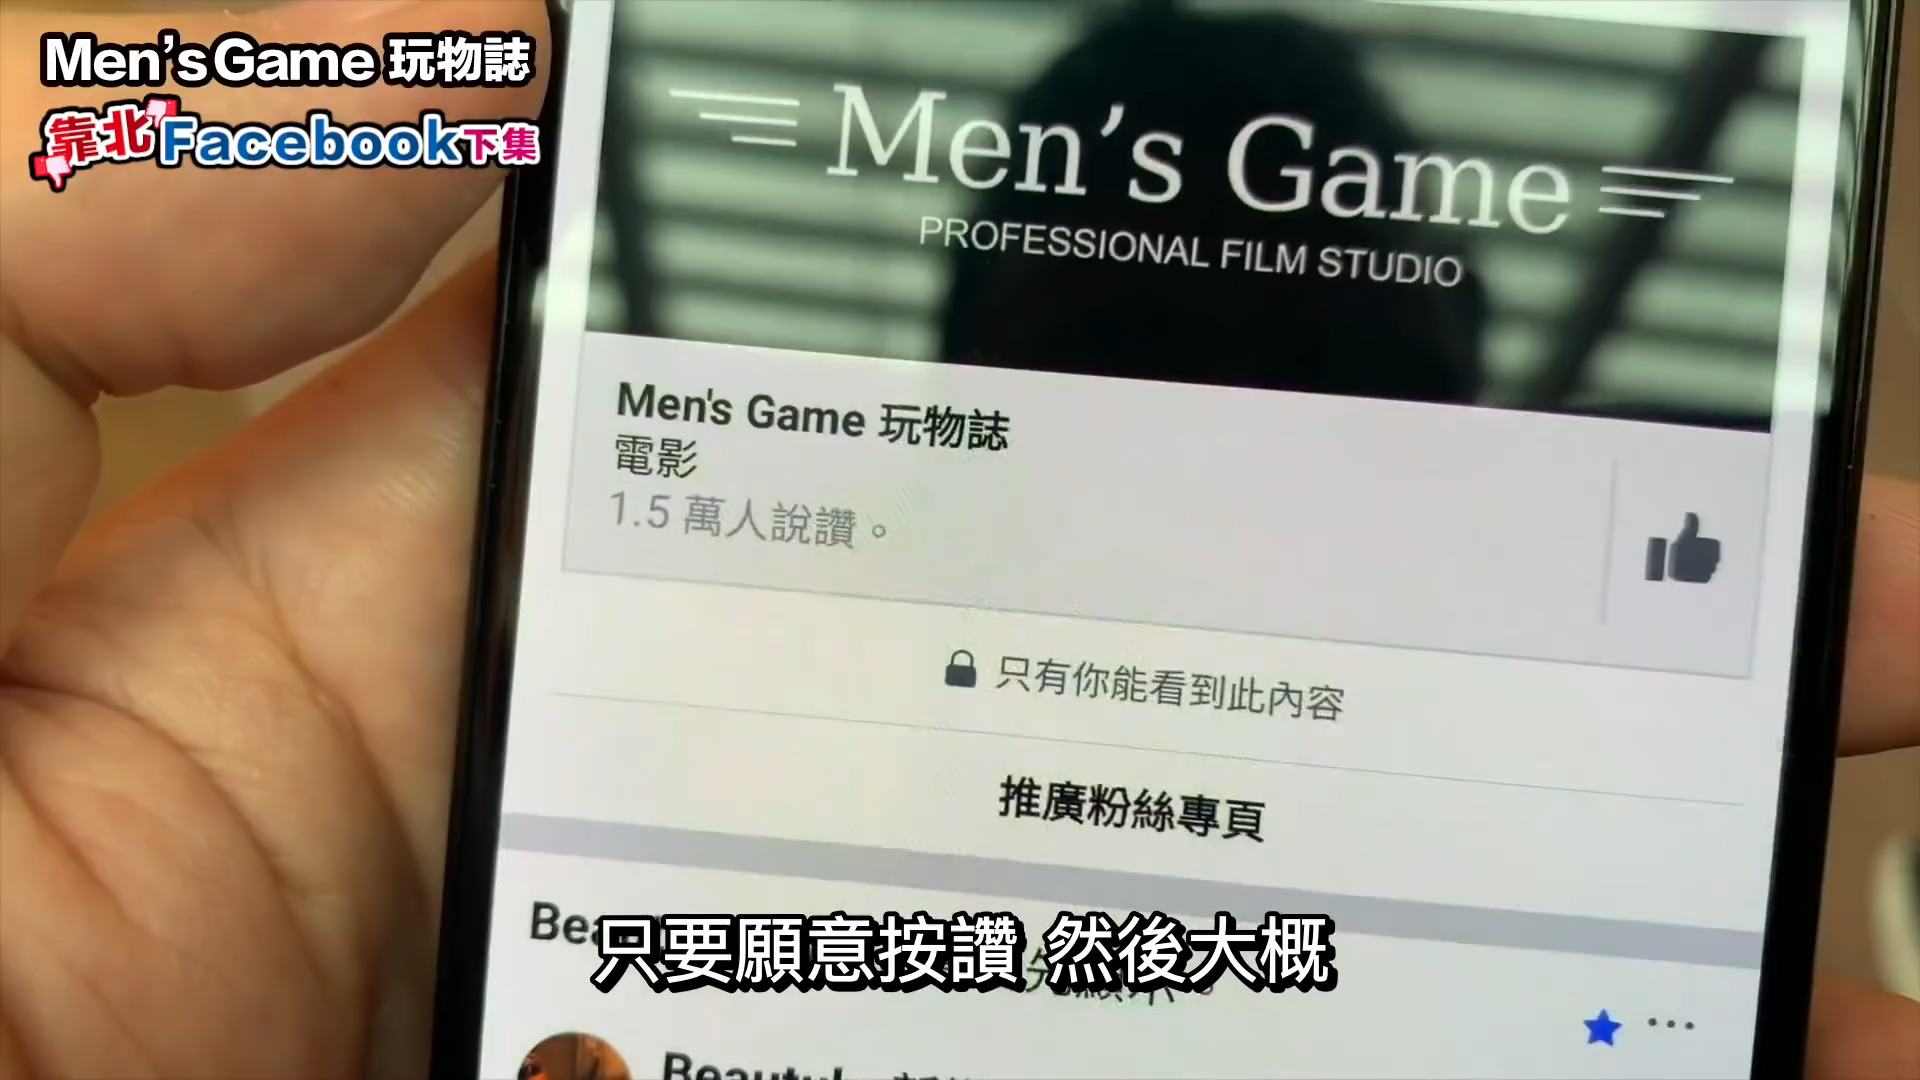 Men's Game 玩物誌
靠北Facebook下集
Men's Game
PROFESSIONAL FILM STUDIO
Men's Game 玩物誌
電影
1.5 萬人說讚。
只有你能看到此內容
推廣粉絲專頁
只要願意按讚 然後大概